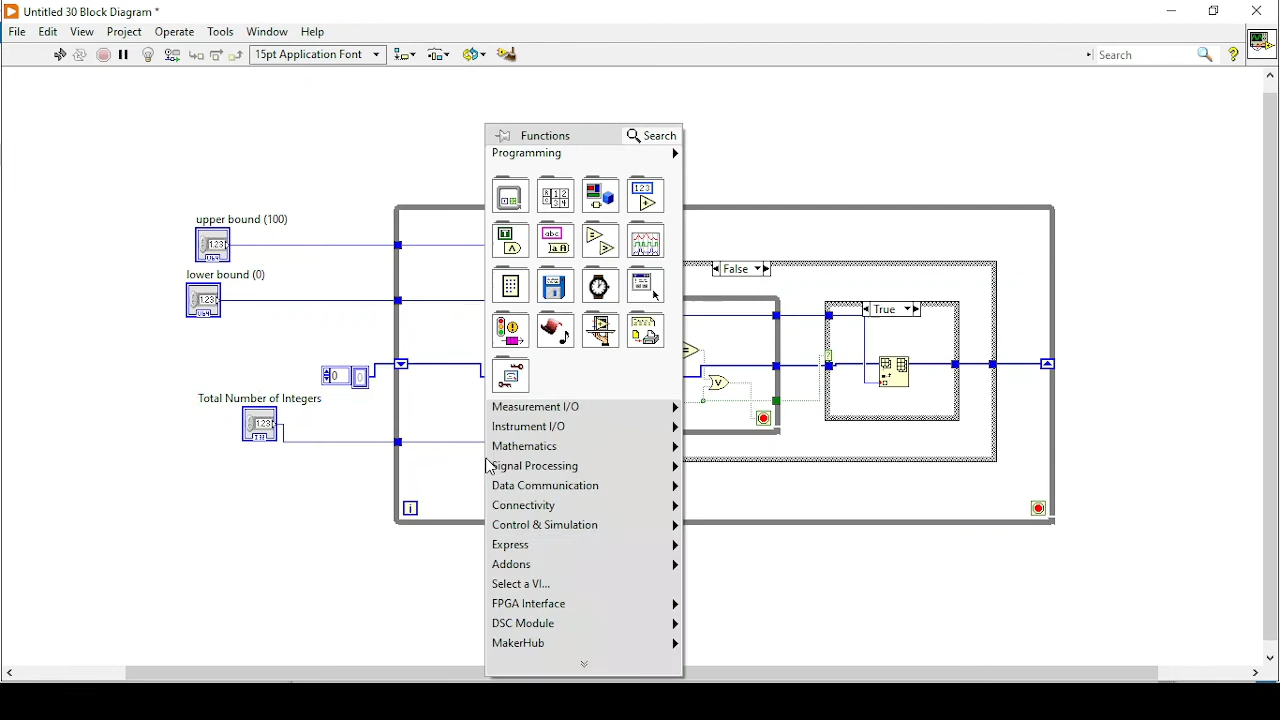 Untitled 30 Block Diagram *
File Edit View Project Operate Tools Window Help
15pt Application Font
Search
Functions
Search
Programming
upper bound (100)
lower bound (0)
False
True
0
0
Total Number of Integers
Measurement I/O
Instrument I/O
Mathematics
Signal Processing
Data Communication
Connectivity
Control & Simulation
Express
Addons
Select a VI...
FPGA Interface
DSC Module
MakerHub
i